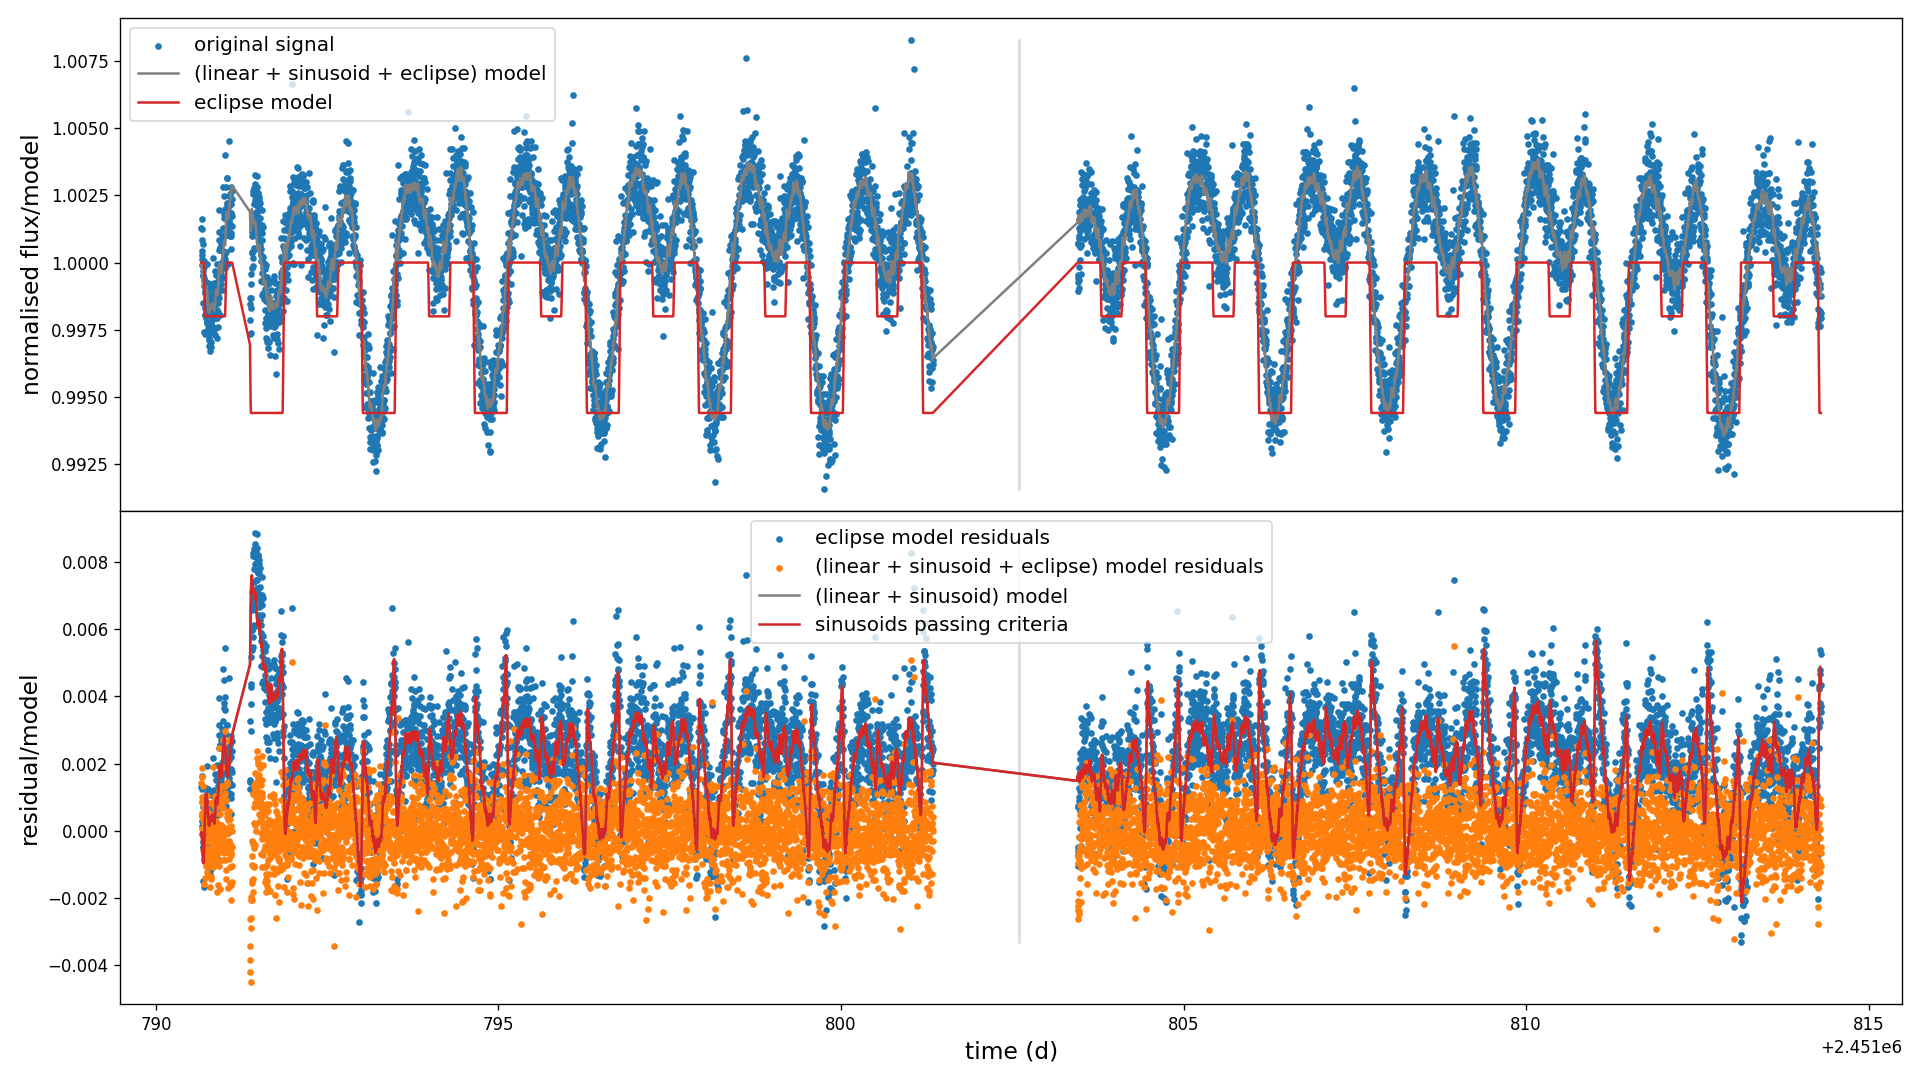 original signal
(linear + sinusoid + eclipse) model
eclipse model
normalised flux/model
1.0075
1.0050
1.0025
1.0000
0.9975
0.9950
0.9925
eclipse model residuals
(linear + sinusoid + eclipse) model residuals
(linear + sinusoid) model
sinusoids passing criteria
residual/model
0.008
0.006
0.004
0.002
0.000
−0.002
−0.004
790 795 800 805 810 815
time (d)
+2.451e6